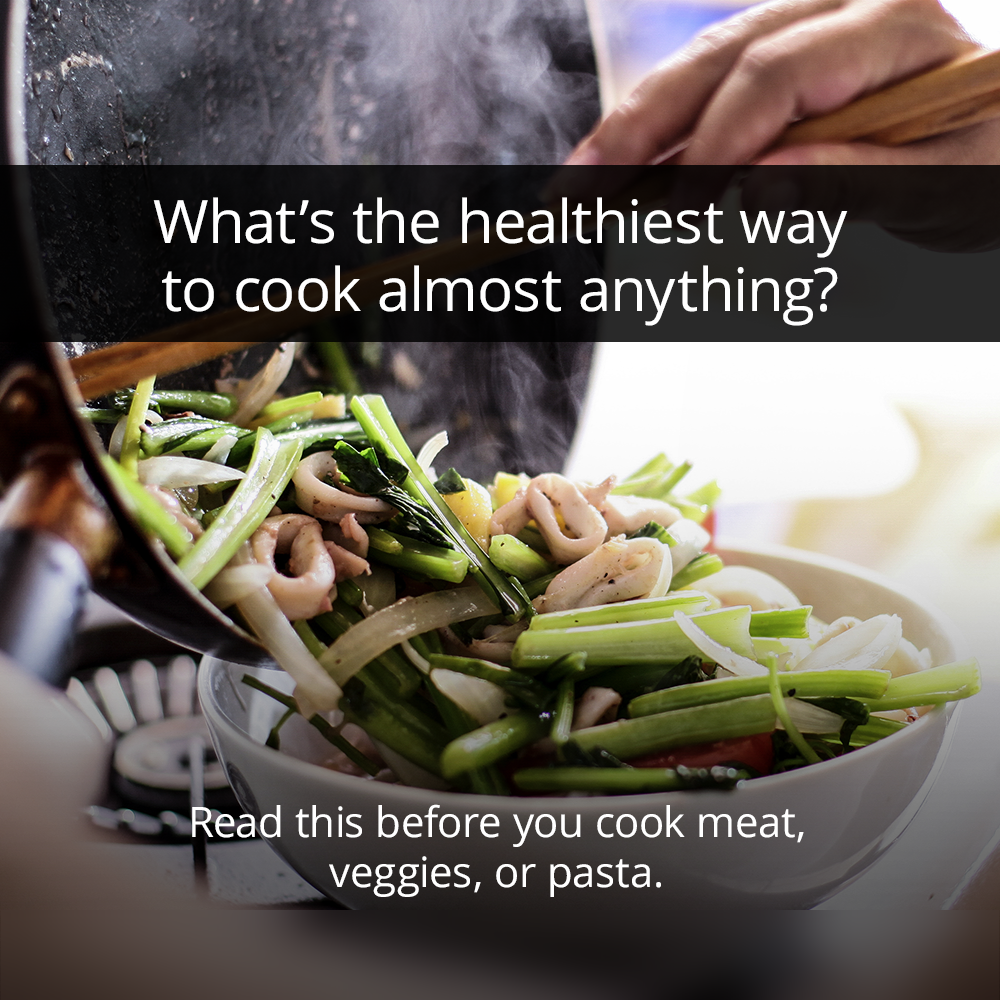 What’s the healthiest way
to cook almost anything?
Read this before you cook meat,
veggies, or pasta.